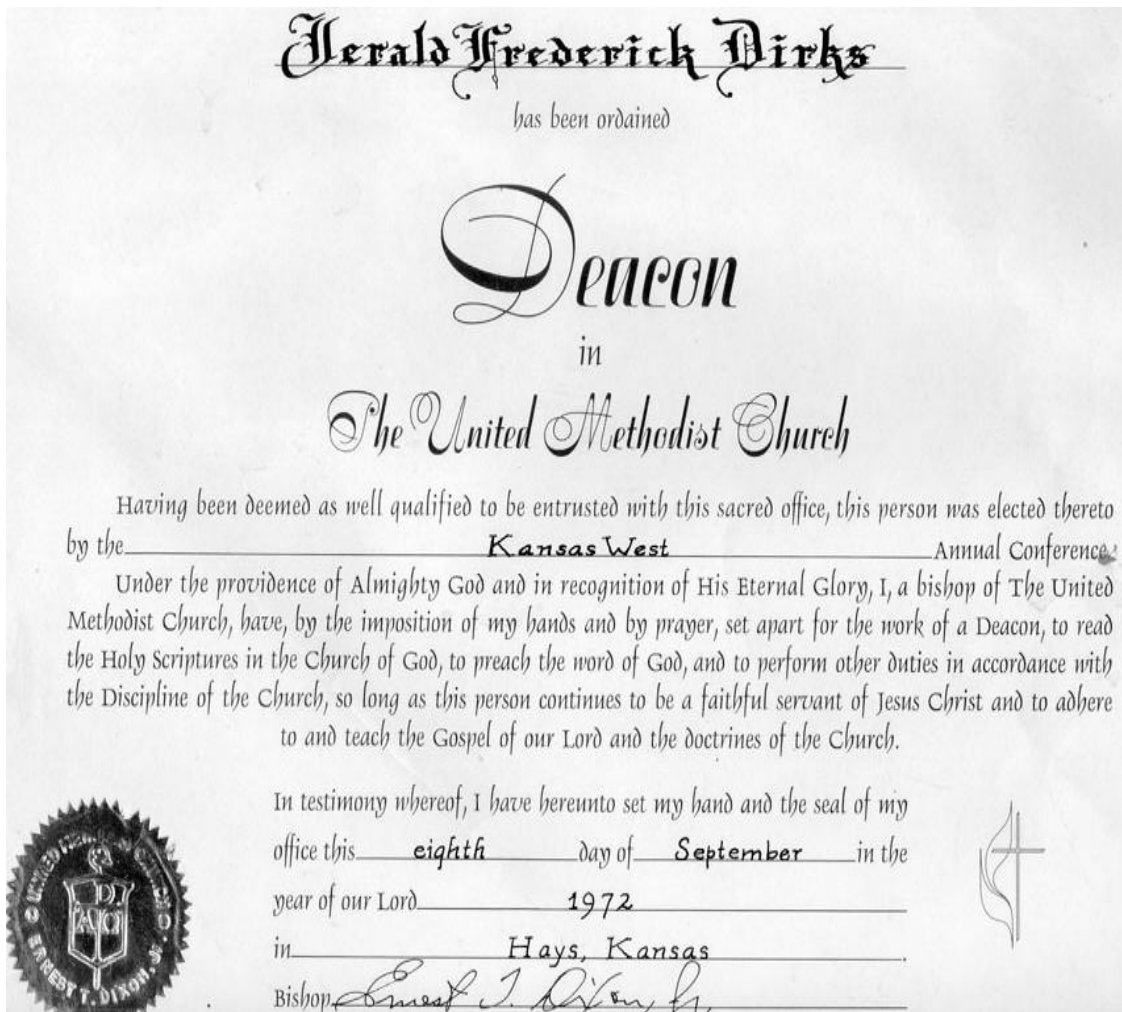 Jerald Frederick Dirks
has been ordained
Deacon
in
The United Methodist Church
Having been deemed as well qualified to be entrusted with this sacred office, this person was elected thereto
by the Kansas West Annual Conference.
Under the providence of Almighty God and in recognition of His Eternal Glory, I, a bishop of The United
Methodist Church, have, by the imposition of my hands and by prayer, set apart for the work of a Deacon, to read
the Holy Scriptures in the Church of God, to preach the word of God, and to perform other duties in accordance with
the Discipline of the Church, so long as this person continues to be a faithful servant of Jesus Christ and to adhere
to and teach the Gospel of our Lord and the doctrines of the Church.
In testimony whereof, I have hereunto set my hand and the seal of my
office this eighth day of September in the
year of our Lord 1972
in Hays, Kansas.
Bishop Ernest T. Dixon, Jr.
UNITED METHODIST CHURCH
ERNEST T. DIXON, JR.